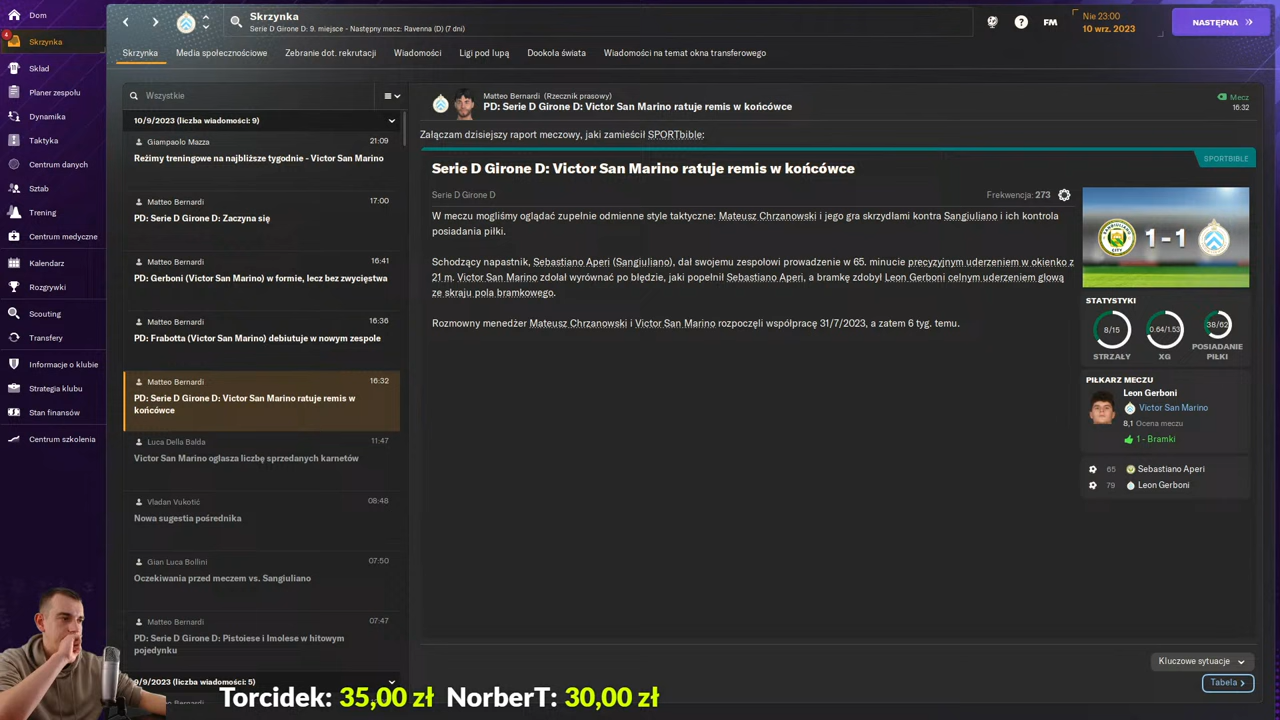 Dom
4
Skrzynka
Skład
Planer zespołu
Dynamika
Taktyka
Centrum danych
Sztab
Trening
Centrum medyczne
Kalendarz
Rozgrywki
Scouting
Transfery
Informacje o klubie
Strategia klubu
Stan finansów
Centrum szkolenia
Skrzynka
Serie D Girone D: 9. miejsce - Następny mecz: Ravenna (D) (7 dni)
?
FM
Nie 23:00
10 wrz. 2023
NASTĘPNA
Skrzynka
Media społecznościowe
Zebranie dot. rekrutacji
Wiadomości
Ligi pod lupą
Dookoła świata
Wiadomości na temat okna transferowego
Wszystkie
10/9/2023 (liczba wiadomości: 9)
Giampaolo Mazza 21:09
Reżimy treningowe na najbliższe tygodnie - Victor San Marino
Matteo Bernardi 17:00
PD: Serie D Girone D: Zaczyna się
Matteo Bernardi 16:41
PD: Gerboni (Victor San Marino) w formie, lecz bez zwycięstwa
Matteo Bernardi 16:36
PD: Frabotta (Victor San Marino) debiutuje w nowym zespole
Matteo Bernardi 16:32
PD: Serie D Girone D: Victor San Marino ratuje remis w
końcówce
Luca Della Balda 11:47
Victor San Marino ogłasza liczbę sprzedanych karnetów
Vladan Vukotić 08:48
Nowa sugestia pośrednika
Gian Luca Bollini 07:50
Oczekiwania przed meczem vs. Sangiuliano
Matteo Bernardi 07:47
PD: Serie D Girone D: Pistoiese i Imolese w hitowym
pojedynku
9/9/2023 (liczba wiadomości: 5)
Matteo Bernardi (Rzecznik prasowy)
PD: Serie D Girone D: Victor San Marino ratuje remis w końcówce
Mecz
16:32
Załączam dzisiejszy raport meczowy, jaki zamieścił SPORTbible:
SPORTBIBLE
Serie D Girone D: Victor San Marino ratuje remis w końcówce
Serie D Girone D
Frekwencja: 273
W meczu mogliśmy oglądać zupełnie odmienne style taktyczne: Mateusz Chrzanowski i jego gra skrzydłami kontra Sangiuliano i ich kontrola
posiadania piłki.
Schodzący napastnik, Sebastiano Aperi (Sangiuliano), dał swojemu zespołowi prowadzenie w 65. minucie precyzyjnym uderzeniem w okienko z
21 m. Victor San Marino zdołał wyrównać po błędzie, jaki popełnił Sebastiano Aperi, a bramkę zdobył Leon Gerboni celnym uderzeniem głową
ze skraju pola bramkowego.
Rozmowny menedżer Mateusz Chrzanowski i Victor San Marino rozpoczęli współpracę 31/7/2023, a zatem 6 tyg. temu.
1 - 1
STATYSTYKI
8/15
0.64/1.53
38/62
STRZAŁY
XG
POSIADANIE
PIŁKI
PIŁKARZ MECZU
Leon Gerboni
Victor San Marino
8,1 Ocena meczu
1 - Bramki
65 Sebastiano Aperi
79 Leon Gerboni
Kluczowe sytuacje
Tabela
Torcidek: 35,00 zł NorberT: 30,00 zł